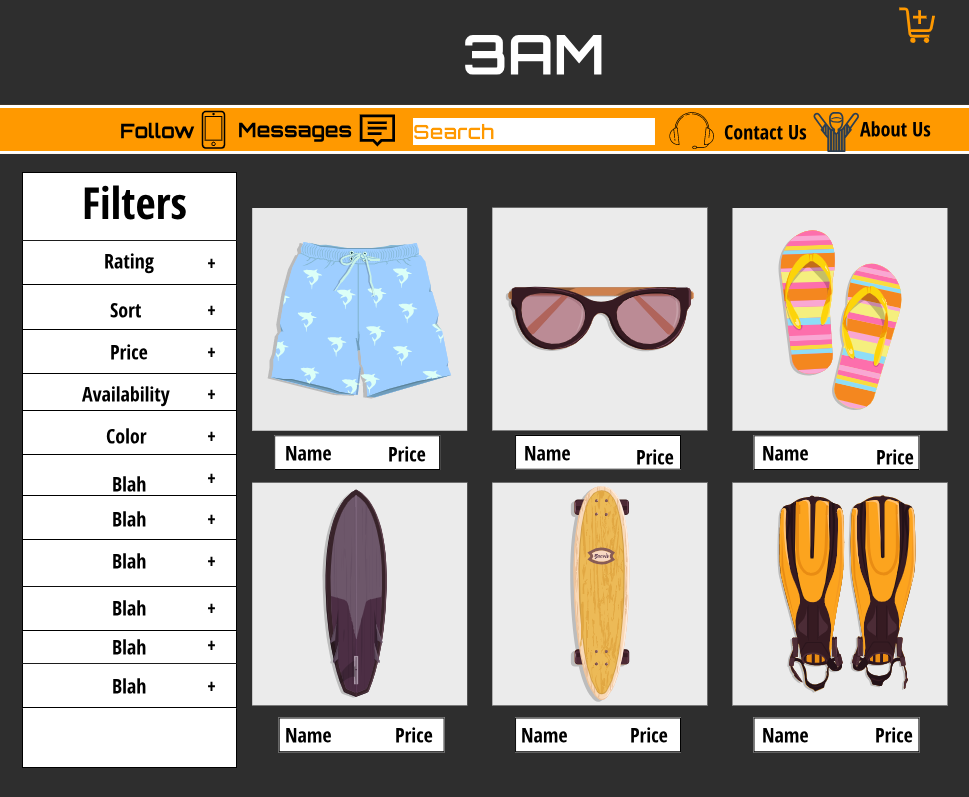 3AM
Follow
Messages
Search
Contact Us
About Us
Filters
Rating +
Sort +
Price +
Availability +
Color +
Blah +
Blah +
Blah +
Blah +
Blah +
Blah +
Name Price
Name Price
Name Price
Name Price
Name Price
Name Price